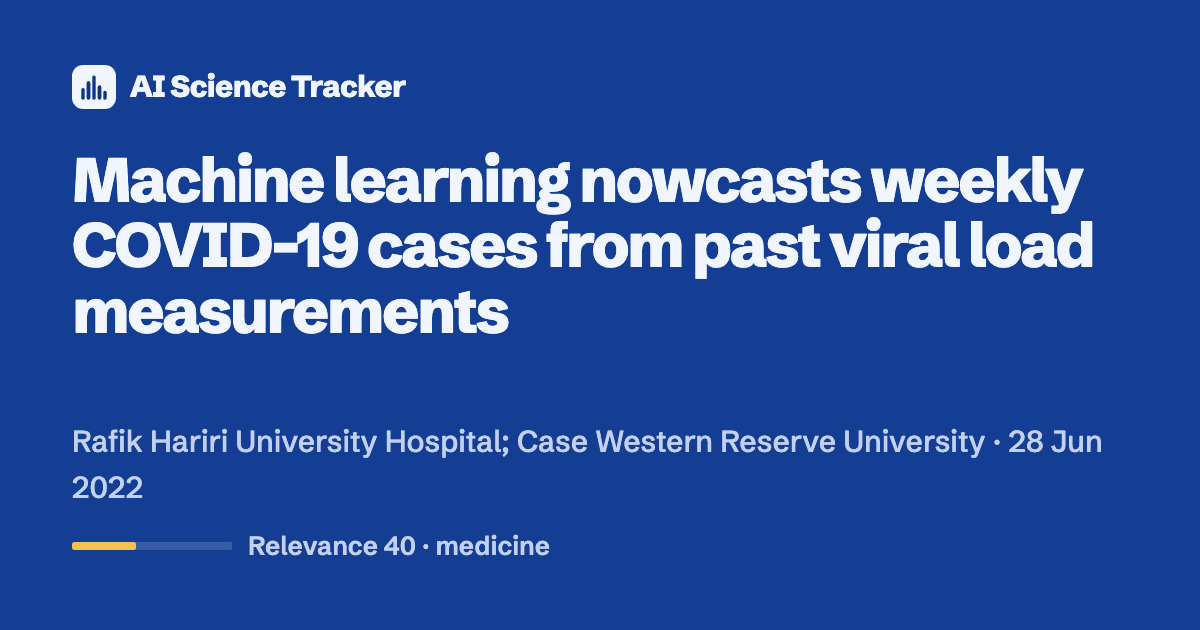 AI Science Tracker
Machine learning nowcasts weekly
COVID-19 cases from past viral load
measurements
Rafik Hariri University Hospital; Case Western Reserve University · 28 Jun
2022
Relevance 40 · medicine